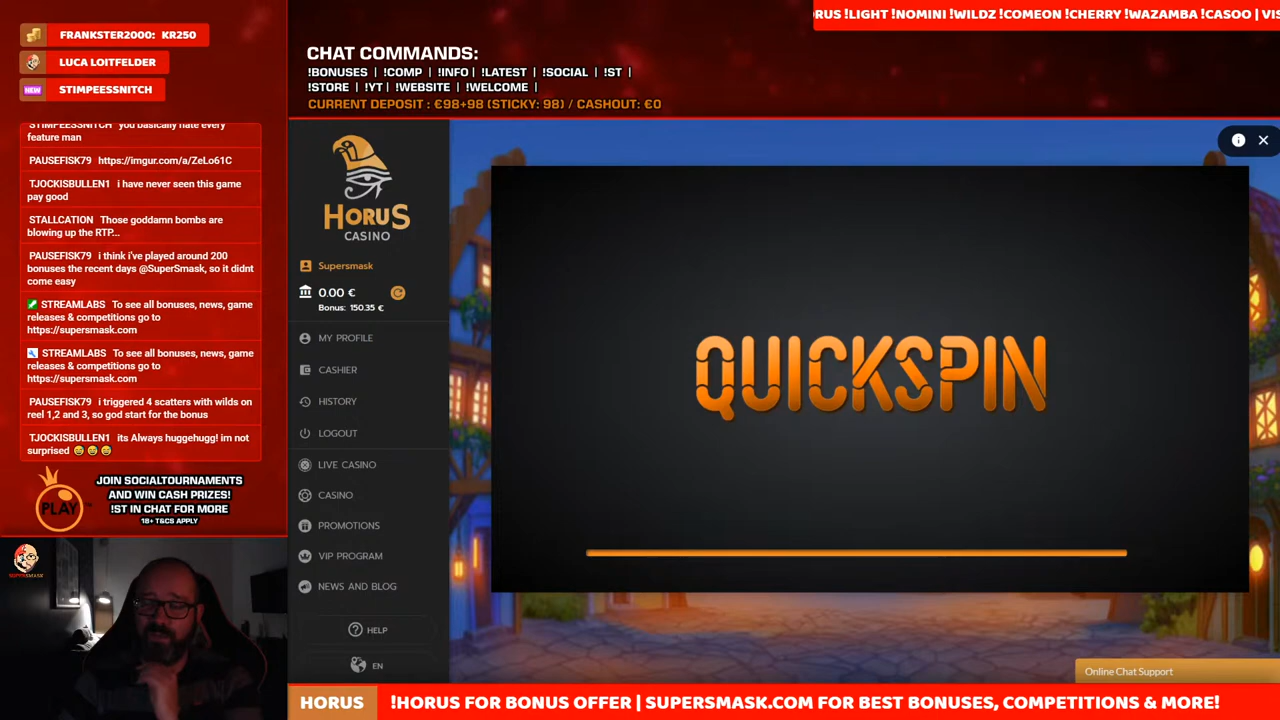 FRANKSTER2000: KR250
LUCA LOITFELDER
NEW STIMPEESSNITCH
STIMPEESSNITCH you basically hate every
feature man
PAUSEFISK79 https://imgur.com/a/ZeLo61C
TJOCKISBULLEN1 i have never seen this game
pay good
STALLCATION Those goddamn bombs are
blowing up the RTP...
PAUSEFISK79 i think i've played around 200
bonuses the recent days @SuperSmask, so it didnt
come easy
STREAMLABS To see all bonuses, news, game
releases & competitions go to
https://supersmask.com
STREAMLABS To see all bonuses, news, game
releases & competitions go to
https://supersmask.com
PAUSEFISK79 i triggered 4 scatters with wilds on
reel 1,2 and 3, so god start for the bonus
TJOCKISBULLEN1 its Always huggehugg! im not
surprised 😆 😆 😆
PLAY
JOIN SOCIALTOURNAMENTS
AND WIN CASH PRIZES!
!ST IN CHAT FOR MORE
18+ T&CS APPLY
SUPERSMASK
ORUS !LIGHT !NOMINI !WILDZ !COMEON !CHERRY !WAZAMBA !CASOO | VIS
CHAT COMMANDS:
!BONUSES | !COMP | !INFO | !LATEST | !SOCIAL | !ST |
!STORE | !YT | !WEBSITE | !WELCOME |
CURRENT DEPOSIT : €98+98 (STICKY: 98) / CASHOUT: €0
HORUS
CASINO
Supersmask
0.00 €
Bonus: 150.35 €
MY PROFILE
CASHIER
HISTORY
LOGOUT
LIVE CASINO
CASINO
PROMOTIONS
VIP PROGRAM
NEWS AND BLOG
HELP
EN
QUICKSPIN
Online Chat Support
HORUS !HORUS FOR BONUS OFFER | SUPERSMASK.COM FOR BEST BONUSES, COMPETITIONS & MORE!